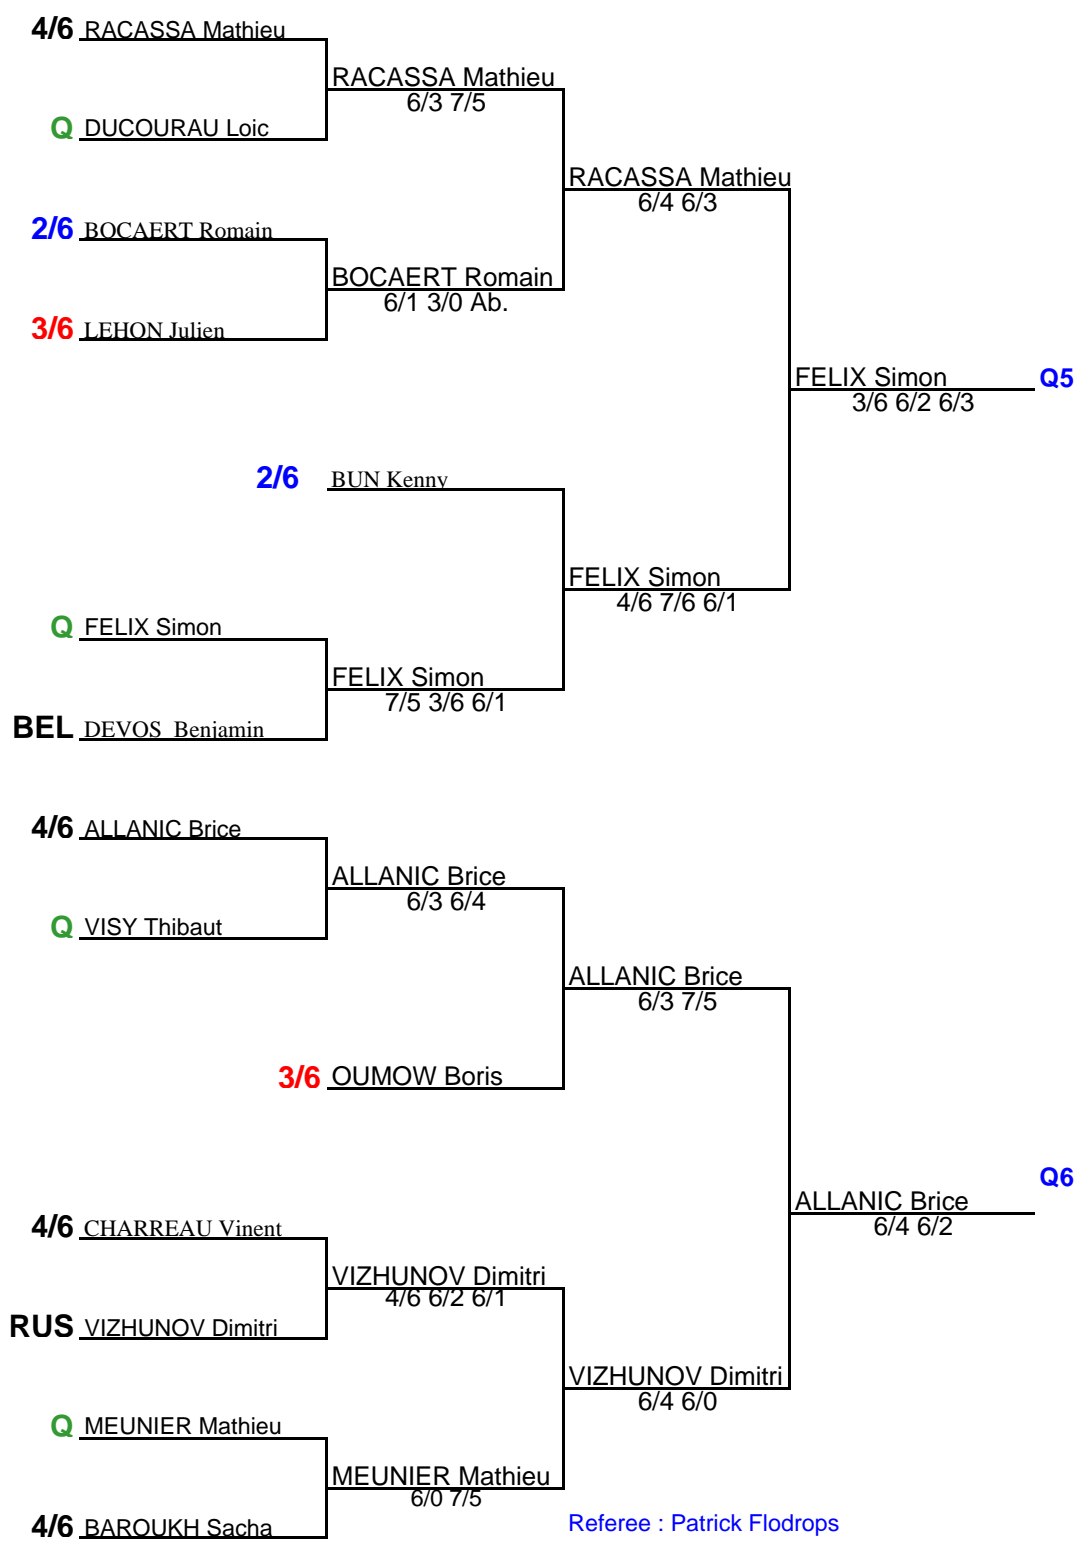 4/6 RACASSA Mathieu
RACASSA Mathieu
6/3 7/5
Q DUCOURAU Loic
RACASSA Mathieu
6/4 6/3
2/6 BOCAERT Romain
BOCAERT Romain
6/1 3/0 Ab.
3/6 LEHON Julien
FELIX Simon Q5
3/6 6/2 6/3
2/6 BUN Kenny
FELIX Simon
4/6 7/6 6/1
Q FELIX Simon
FELIX Simon
7/5 3/6 6/1
BEL DEVOS Benjamin
4/6 ALLANIC Brice
ALLANIC Brice
6/3 6/4
Q VISY Thibaut
ALLANIC Brice
6/3 7/5
3/6 OUMOW Boris
Q6
ALLANIC Brice
6/4 6/2
4/6 CHARREAU Vinent
VIZHUNOV Dimitri
4/6 6/2 6/1
RUS VIZHUNOV Dimitri
VIZHUNOV Dimitri
6/4 6/0
Q MEUNIER Mathieu
MEUNIER Mathieu
6/0 7/5
4/6 BAROUKH Sacha
Referee : Patrick Flodrops